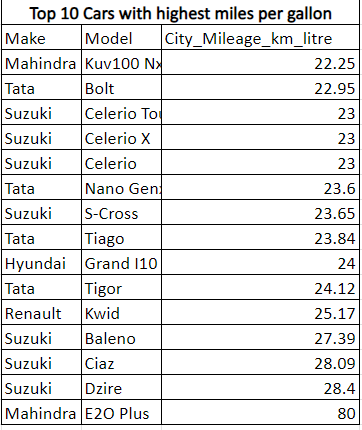 Top 10 Cars with highest miles per gallon
Make Model City_Mileage_km_litre
Mahindra Kuv100 Nx 22.25
Tata Bolt 22.95
Suzuki Celerio Tou 23
Suzuki Celerio X 23
Suzuki Celerio 23
Tata Nano Gen 23.6
Suzuki S-Cross 23.65
Tata Tiago 23.84
Hyundai Grand I10 24
Tata Tigor 24.12
Renault Kwid 25.17
Suzuki Baleno 27.39
Suzuki Ciaz 28.09
Suzuki Dzire 28.4
Mahindra E2O Plus 80